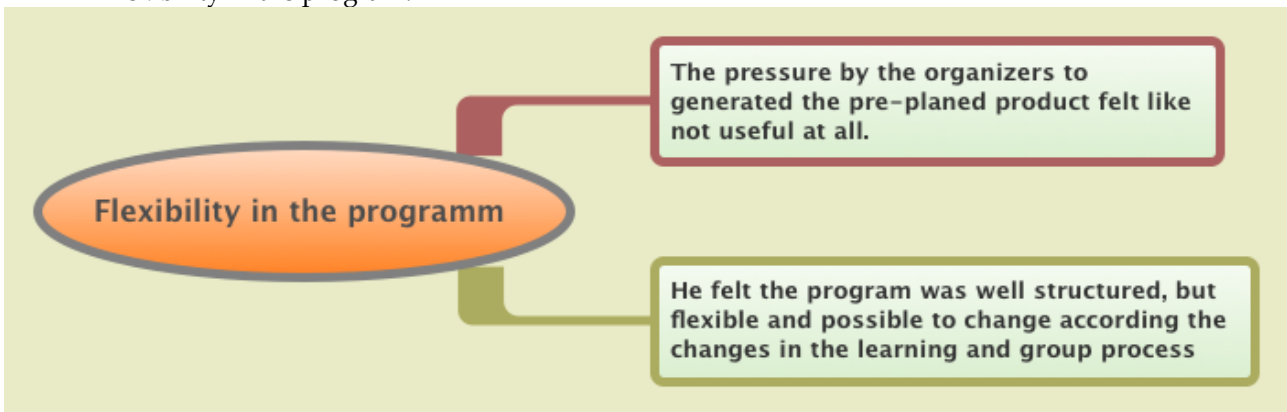 The pressure by the organizers to
generated the pre-planed product felt like
not useful at all.
Flexibility in the programm
He felt the program was well structured, but
flexible and possible to change according the
changes in the learning and group process